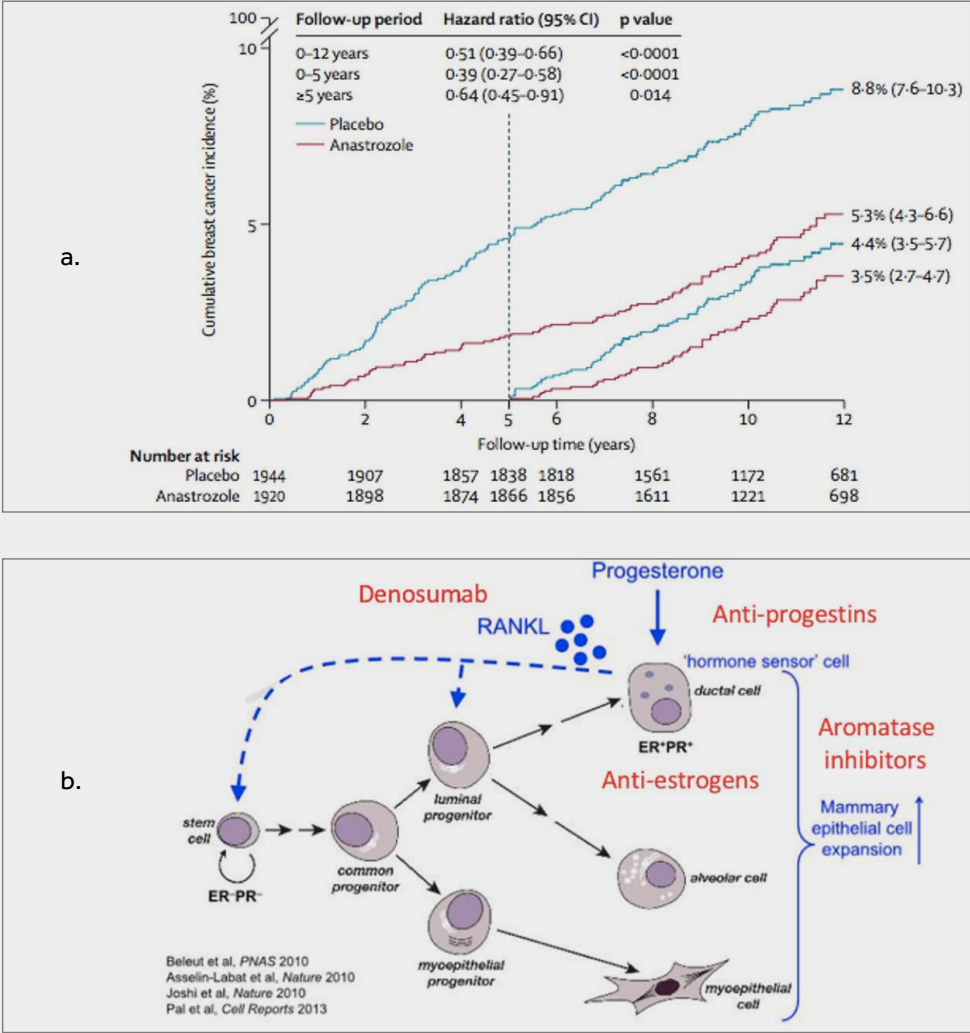 a.
Follow-up period Hazard ratio (95% CI) p value
0–12 years 0·51 (0·39–0·66) <0·0001
0–5 years 0·39 (0·27–0·58) <0·0001
≥5 years 0·64 (0·45–0·91) 0·014
Placebo
Anastrozole
Cumulative breast cancer incidence (%)
100
10
5
0
8·8% (7·6–10·3)
5·3% (4·3–6·6)
4·4% (3·5–5·7)
3·5% (2·7–4·7)
0 2 4 5 6 8 10 12
Follow-up time (years)
Number at risk
Placebo 1944 1907 1857 1838 1818 1561 1172 681
Anastrozole 1920 1898 1874 1866 1856 1611 1221 698
b.
Progesterone
Denosumab
RANKL
Anti-progestins
'hormone sensor' cell
ductal cell
ER⁺PR⁺
Aromatase
inhibitors
Anti-estrogens
luminal
progenitor
Mammary
epithelial cell
expansion
stem
cell
common
progenitor
alveolar cell
ER⁻PR⁻
myoepithelial
progenitor
myoepithelial
cell
Beleut et al, PNAS 2010
Asselin-Labat et al, Nature 2010
Joshi et al, Nature 2010
Pal et al, Cell Reports 2013